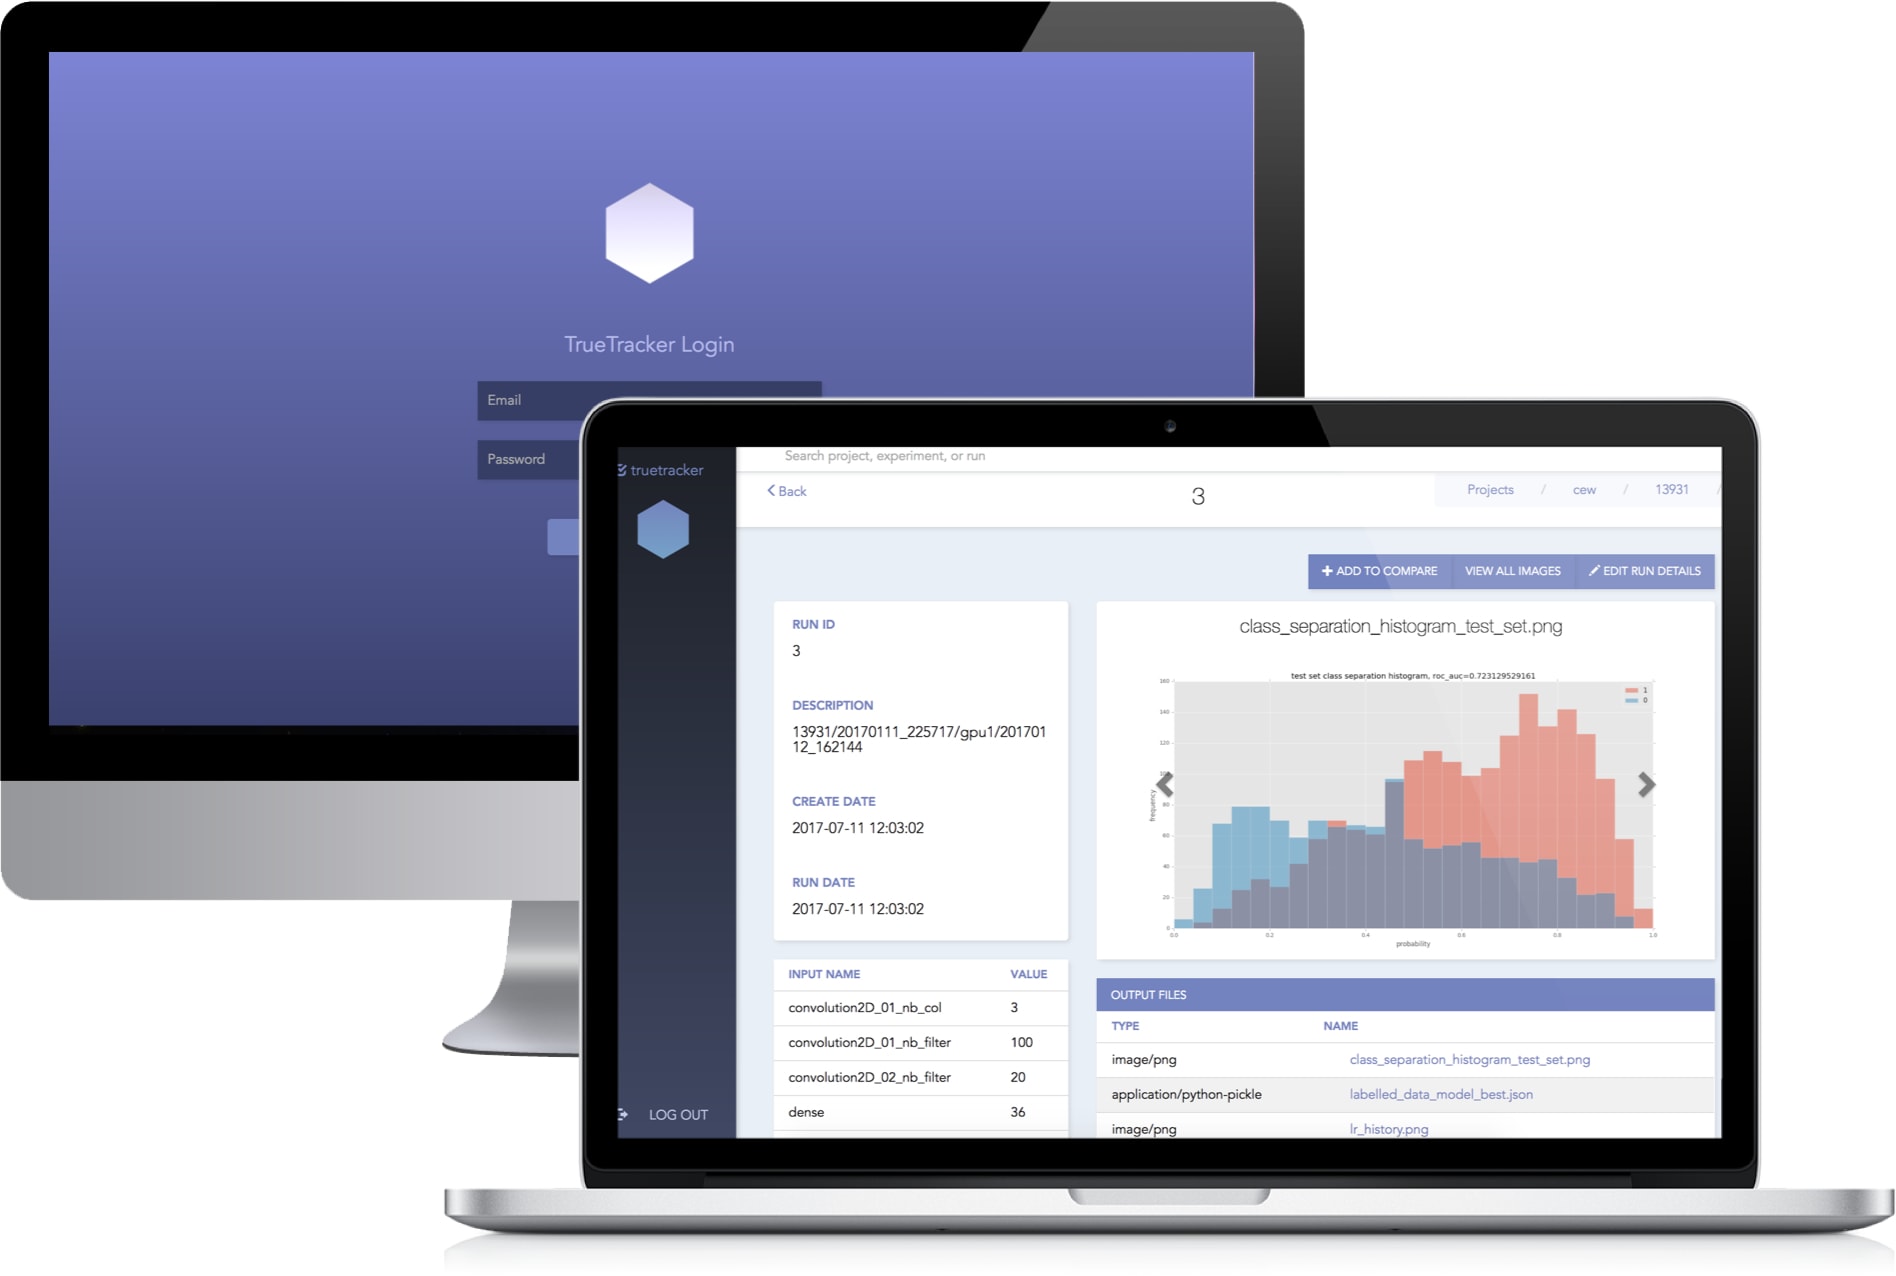 TrueTracker Login
Email
Password
truetracker
LOG OUT
Search project, experiment, or run
Back
3
Projects / cew / 13931 /
ADD TO COMPARE
VIEW ALL IMAGES
EDIT RUN DETAILS
RUN ID
3
DESCRIPTION
13931/20170111_225717/gpu1/201701
12_162144
CREATE DATE
2017-07-11 12:03:02
RUN DATE
2017-07-11 12:03:02
INPUT NAME VALUE
convolution2D_01_nb_col 3
convolution2D_01_nb_filter 100
convolution2D_02_nb_filter 20
dense 36
class_separation_histogram_test_set.png
test set class separation histogram, roc_auc=0.723129529161
1
0
160
140
120
100
80
60
40
20
0
frequency
0.0 0.2 0.4 0.6 0.8 1.0
probability
OUTPUT FILES
TYPE NAME
image/png class_separation_histogram_test_set.png
application/python-pickle labelled_data_model_best.json
image/png lr_history.png